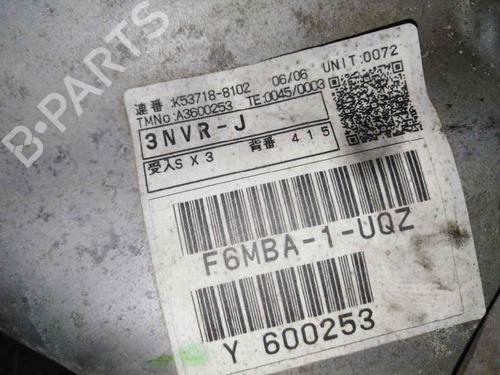 B-PARTS
連番 :K53718-8102 06/06 UNIT:0072
TMNo:A3600253 TE:0045/0003
3NVR-J
受入SX3 背番 415
F6MBA-1-UQZ
Y 600253